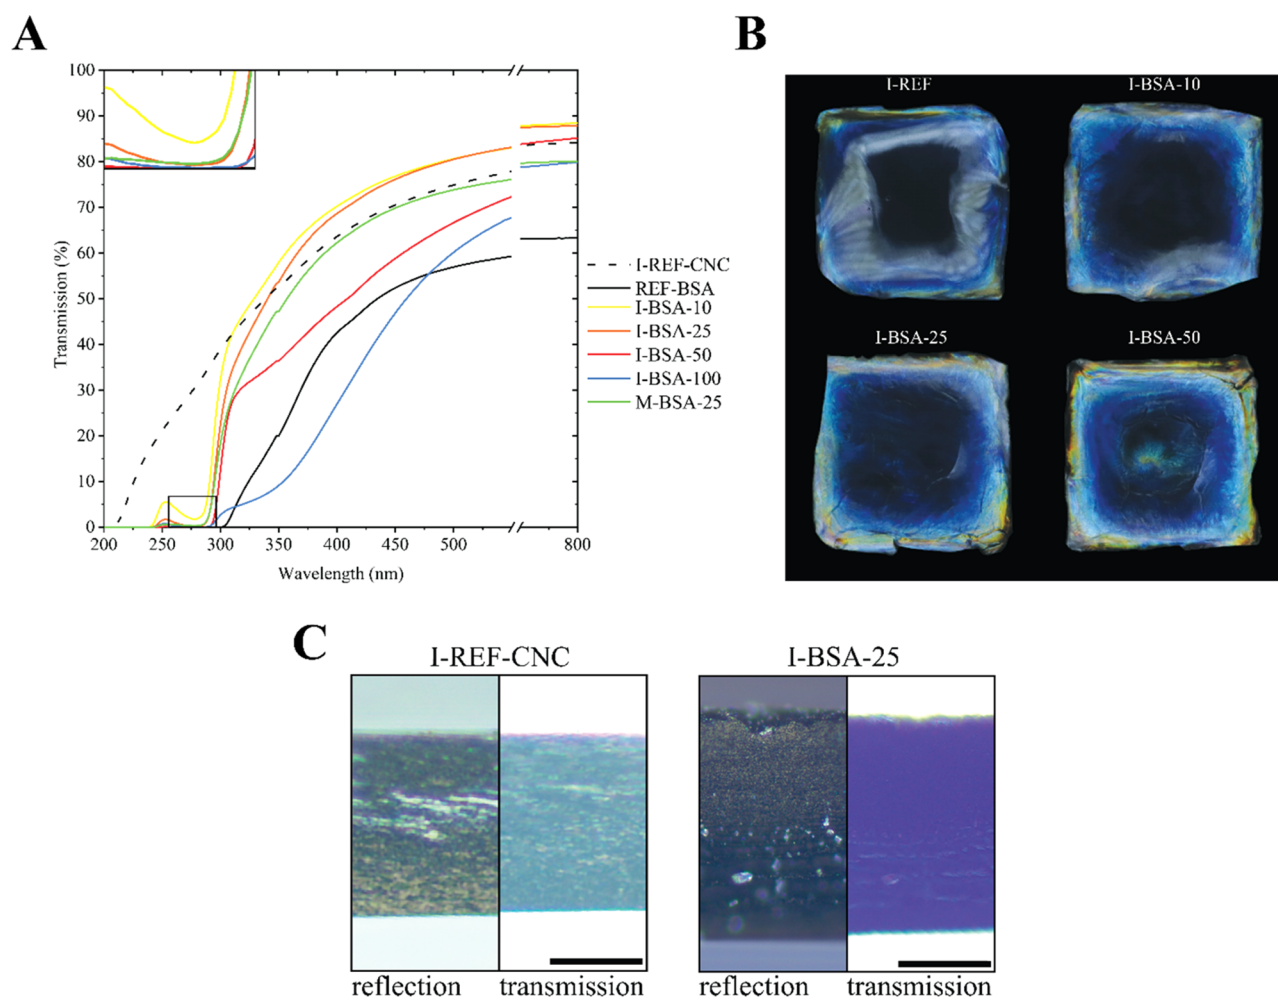 A
100
90
80
70
60
50
40
30
20
10
0
Transmission (%)
200 250 300 350 400 450 500 800
Wavelength (nm)
I-REF-CNC
REF-BSA
I-BSA-10
I-BSA-25
I-BSA-50
I-BSA-100
M-BSA-25
B
I-REF I-BSA-10
I-BSA-25 I-BSA-50
C
I-REF-CNC I-BSA-25
reflection transmission reflection transmission